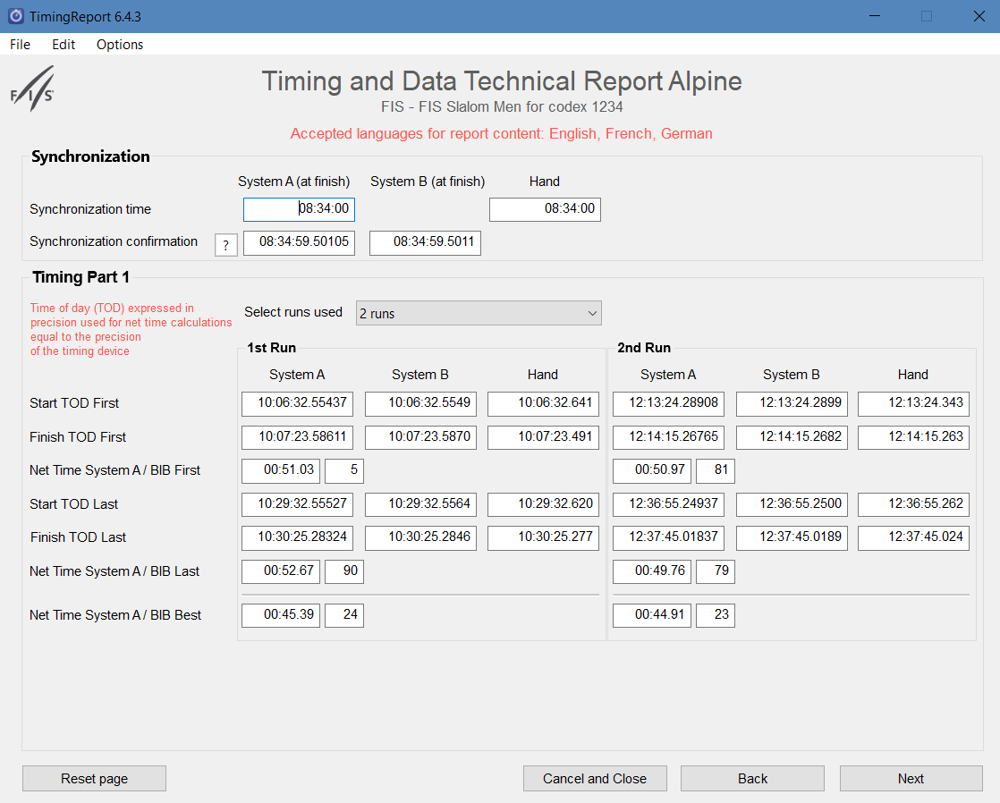 TimingReport 6.4.3
File Edit Options
FIS
Timing and Data Technical Report Alpine
FIS - FIS Slalom Men for codex 1234
Accepted languages for report content: English, French, German
Synchronization
System A (at finish) System B (at finish) Hand
Synchronization time 08:34:00 08:34:00
Synchronization confirmation ? 08:34:59.50105 08:34:59.5011
Timing Part 1
Time of day (TOD) expressed in
precision used for net time calculations
equal to the precision
of the timing device
Select runs used 2 runs
1st Run 2nd Run
System A System B Hand System A System B Hand
Start TOD First 10:06:32.55437 10:06:32.5549 10:06:32.641 12:13:24.28908 12:13:24.2899 12:13:24.343
Finish TOD First 10:07:23.58611 10:07:23.5870 10:07:23.491 12:14:15.26765 12:14:15.2682 12:14:15.263
Net Time System A / BIB First 00:51.03 5 00:50.97 81
Start TOD Last 10:29:32.55527 10:29:32.5564 10:29:32.620 12:36:55.24937 12:36:55.2500 12:36:55.262
Finish TOD Last 10:30:25.28324 10:30:25.2846 10:30:25.277 12:37:45.01837 12:37:45.0189 12:37:45.024
Net Time System A / BIB Last 00:52.67 90 00:49.76 79
Net Time System A / BIB Best 00:45.39 24 00:44.91 23
Reset page Cancel and Close Back Next